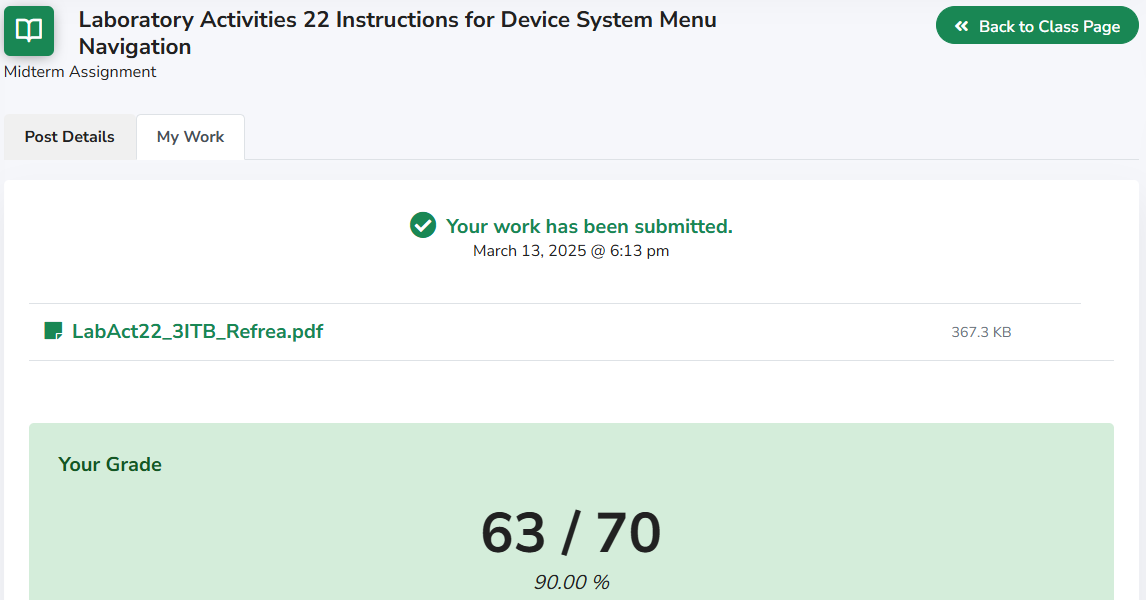 Laboratory Activities 22 Instructions for Device System Menu
Navigation
Back to Class Page
Midterm Assignment
Post Details
My Work
Your work has been submitted.
March 13, 2025 @ 6:13 pm
LabAct22_3ITB_Refrea.pdf
367.3 KB
Your Grade
63 / 70
90.00 %